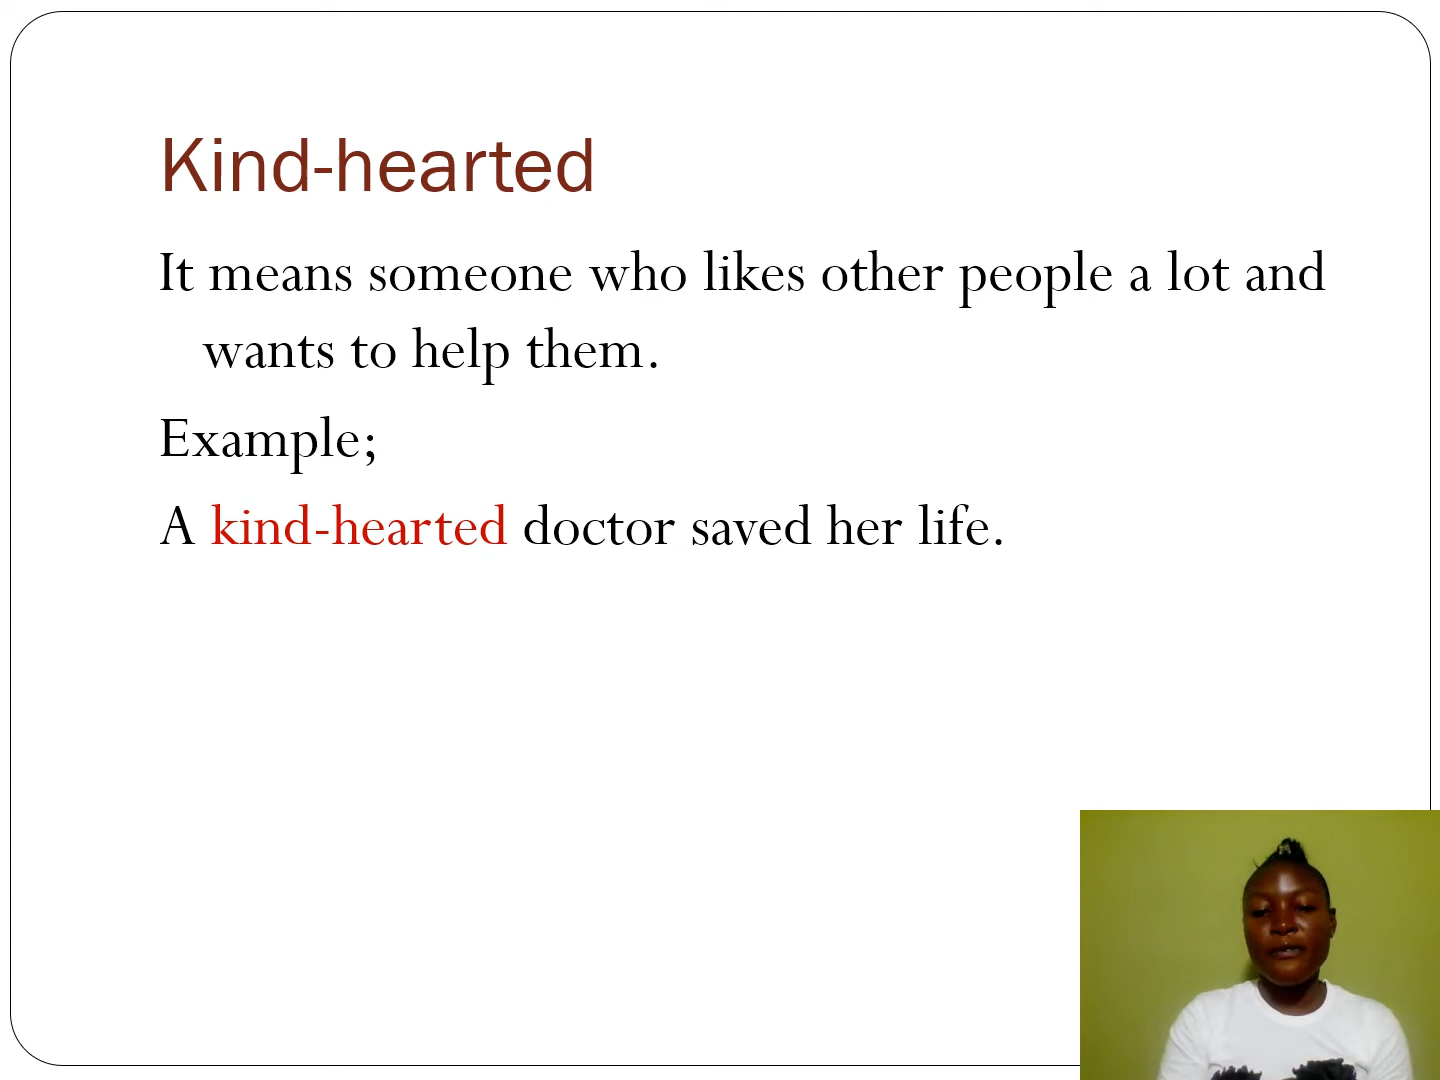 Kind-hearted
It means someone who likes other people a lot and
wants to help them.
Example;
A kind-hearted doctor saved her life.